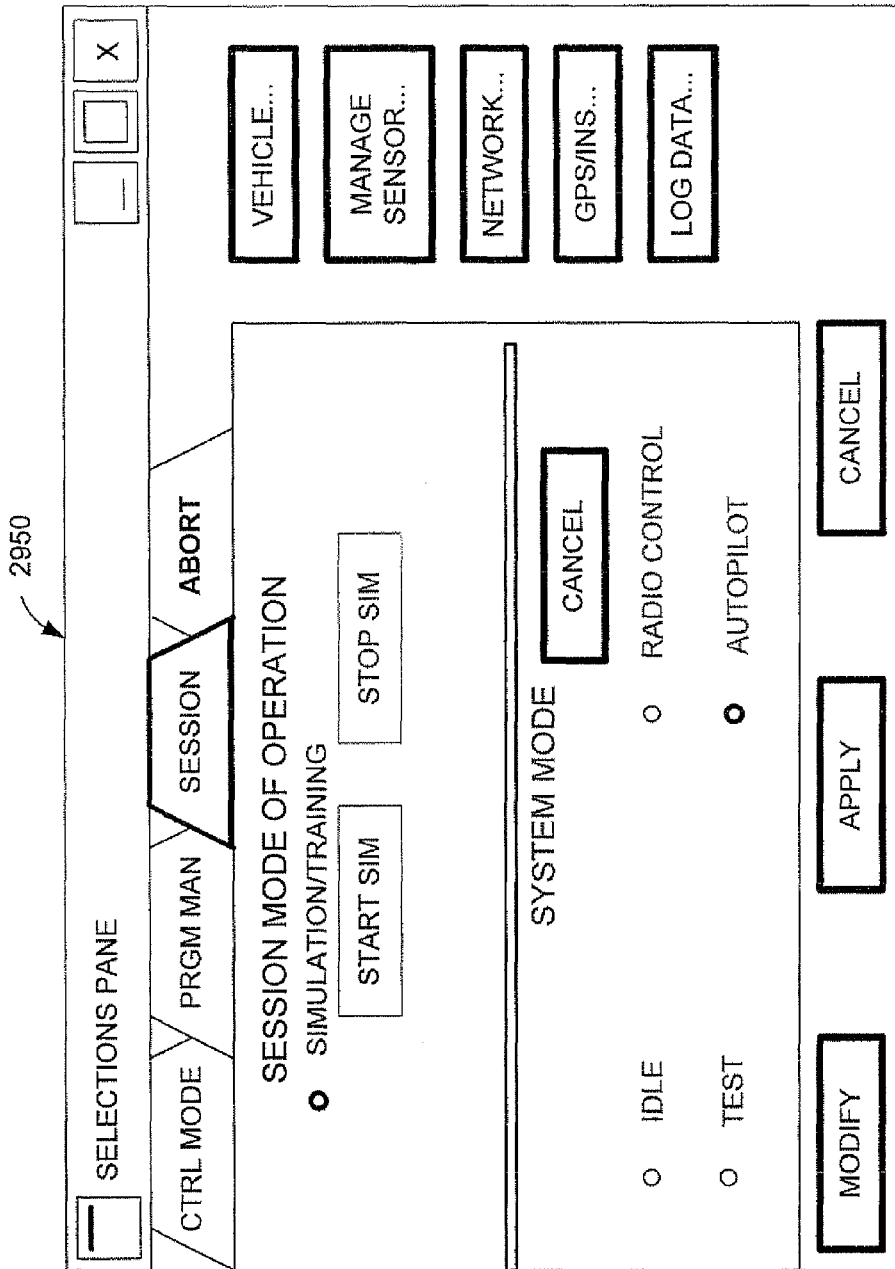 2950
SELECTIONS PANE
X
CTRL MODE
PRGM MAN
SESSION
ABORT
SESSION MODE OF OPERATION
SIMULATION/TRAINING
START SIM
STOP SIM
SYSTEM MODE
CANCEL
IDLE
RADIO CONTROL
TEST
AUTOPILOT
VEHICLE...
MANAGE
SENSOR...
NETWORK...
GPS/INS...
LOG DATA...
MODIFY
APPLY
CANCEL